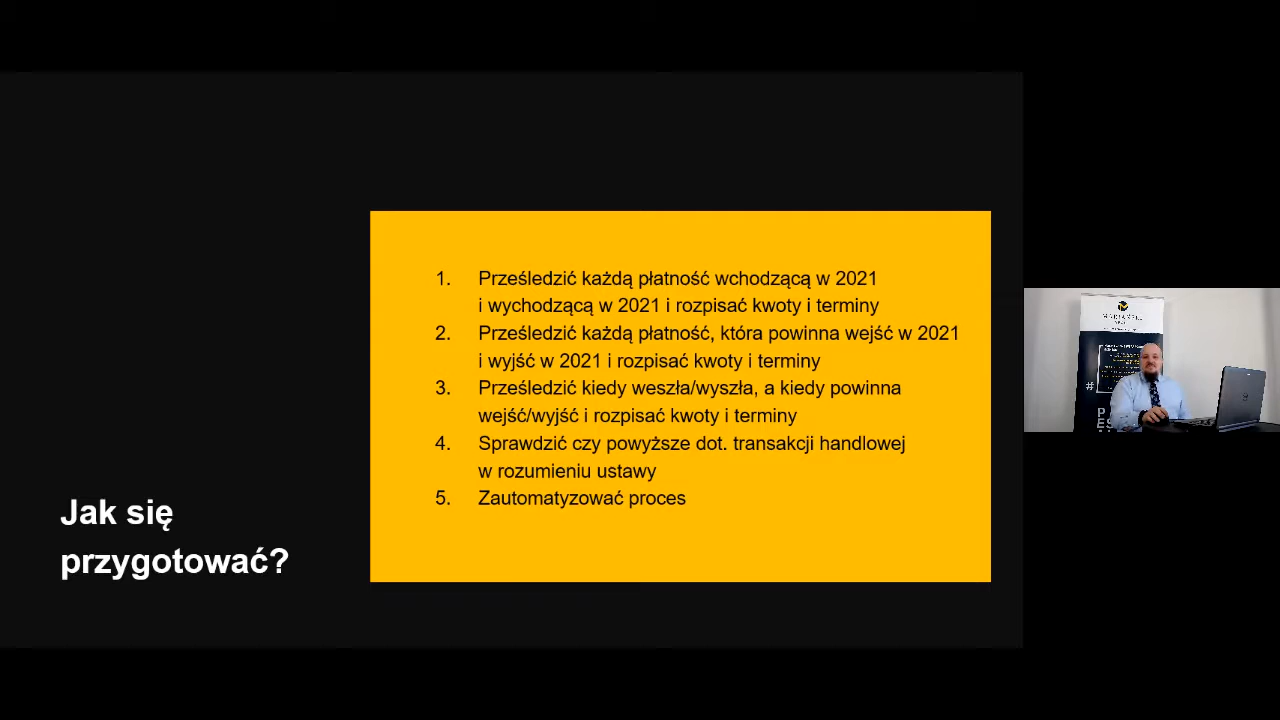 Jak się
przygotować?
1. Prześledzić każdą płatność wchodzącą w 2021
i wychodzącą w 2021 i rozpisać kwoty i terminy
2. Prześledzić każdą płatność, która powinna wejść w 2021
i wyjść w 2021 i rozpisać kwoty i terminy
3. Prześledzić kiedy weszła/wyszła, a kiedy powinna
wejść/wyjść i rozpisać kwoty i terminy
4. Sprawdzić czy powyższe dot. transakcji handlowej
w rozumieniu ustawy
5. Zautomatyzować proces
#